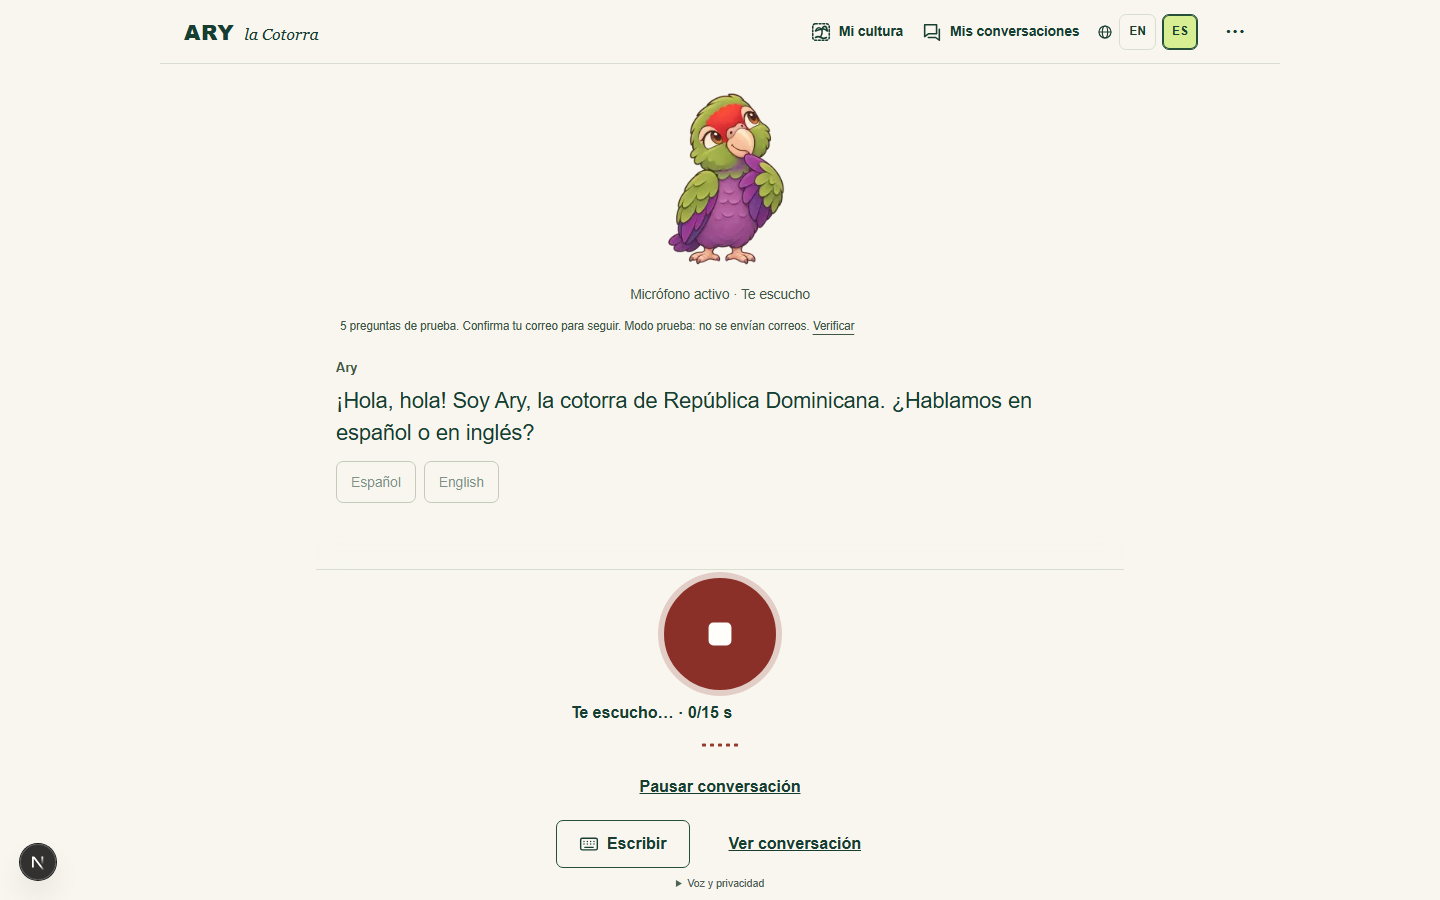 ARY la Cotorra
Mi cultura
Mis conversaciones
EN
ES
Micrófono activo · Te escucho
5 preguntas de prueba. Confirma tu correo para seguir. Modo prueba: no se envían correos. Verificar
Ary
¡Hola, hola! Soy Ary, la cotorra de República Dominicana. ¿Hablamos en
español o en inglés?
Español
English
Te escucho… · 0/15 s
Pausar conversación
Escribir
Ver conversación
N
Voz y privacidad